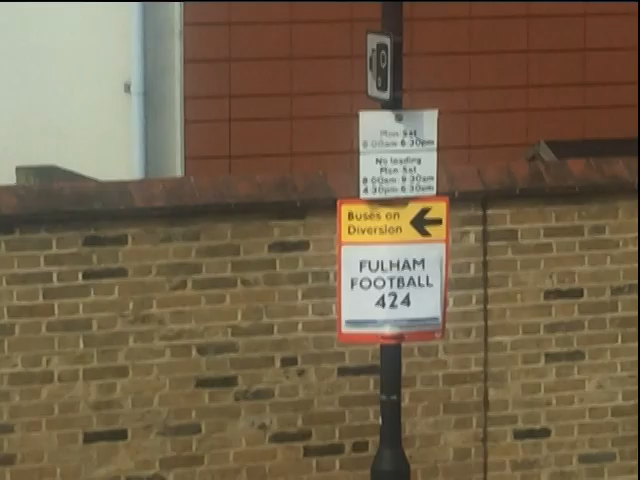 Mon Sat
8:00am 6:30pm
No loading
Mon Sat
8:00am 9:30am
4:30pm 6:30pm
Buses on
Diversion
FULHAM
FOOTBALL
424